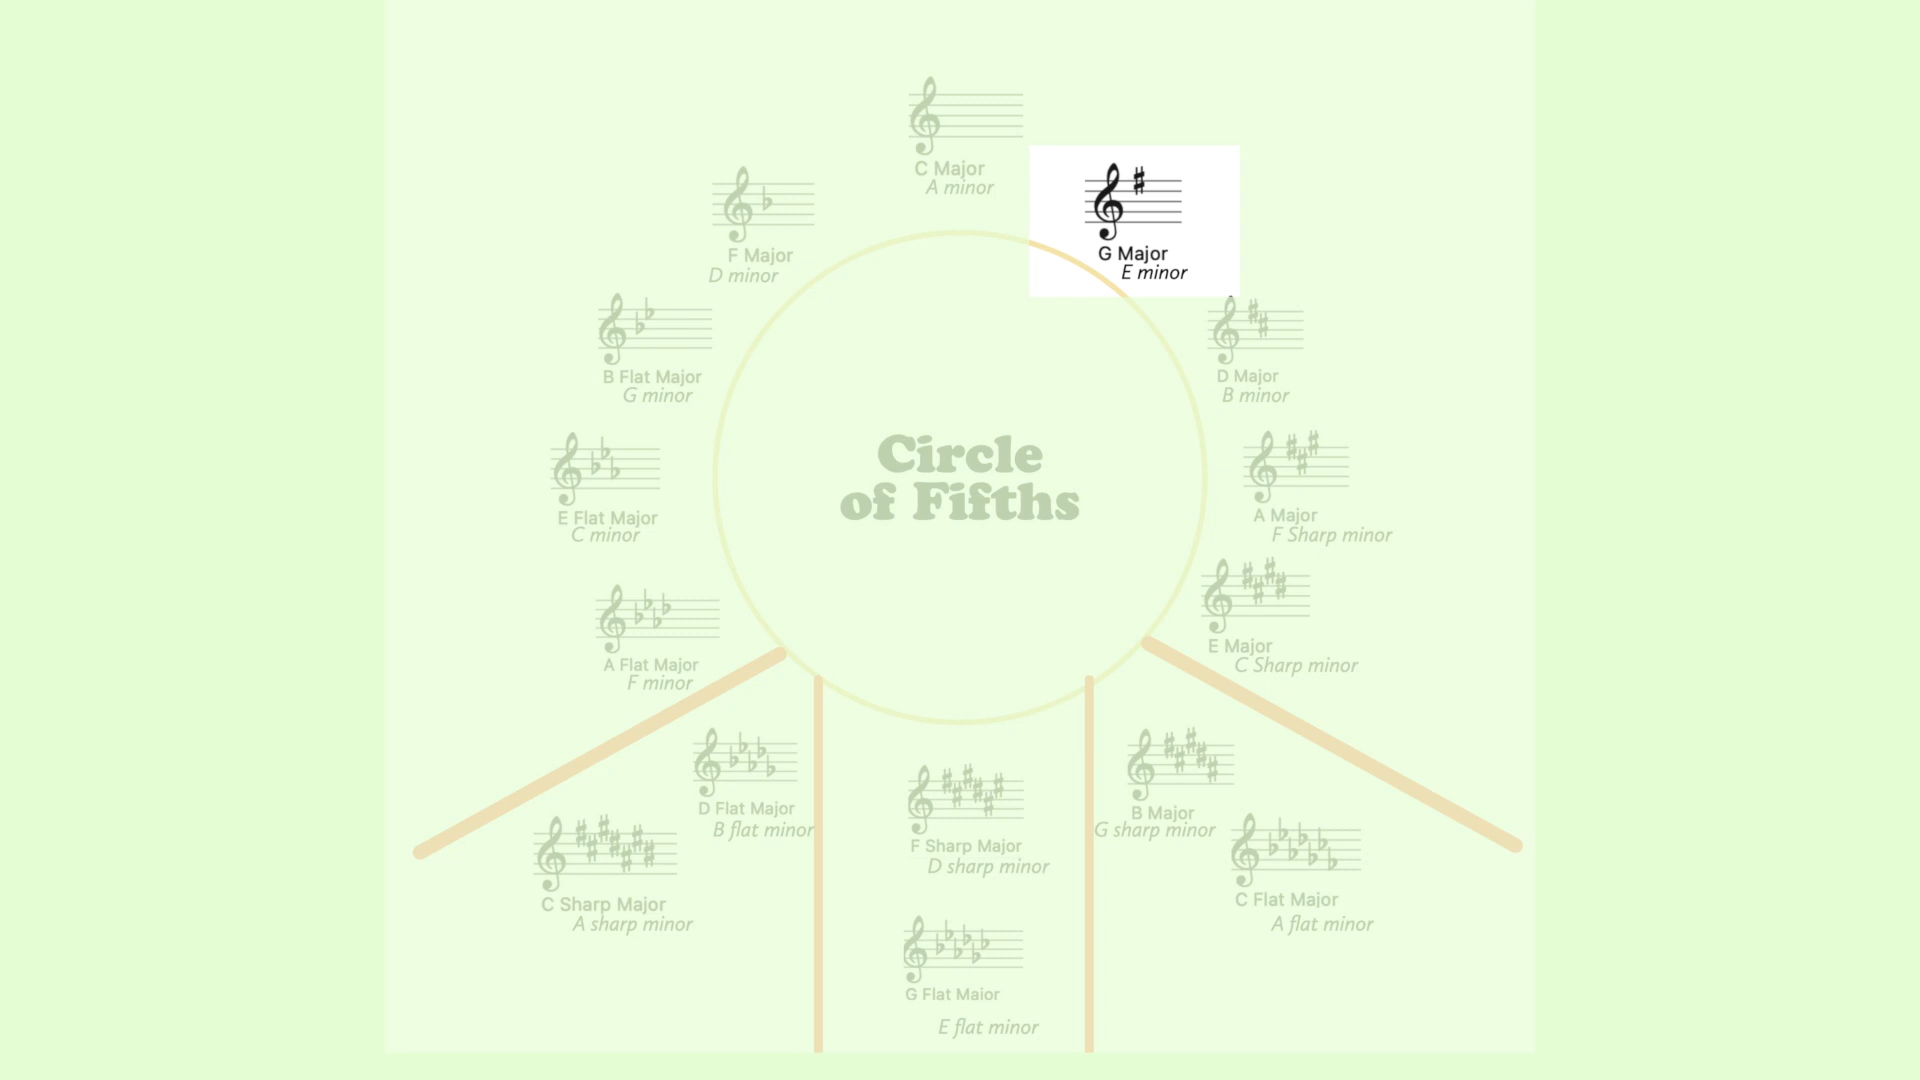 C Major
A minor
G Major
E minor
F Major
D minor
D Major
B minor
B Flat Major
G minor
Circle
of Fifths
A Major
F Sharp minor
E Flat Major
C minor
E Major
C Sharp minor
A Flat Major
F minor
D Flat Major
B flat minor
B Major
G sharp minor
F Sharp Major
D sharp minor
C Sharp Major
A sharp minor
C Flat Major
A flat minor
G Flat Major
E flat minor